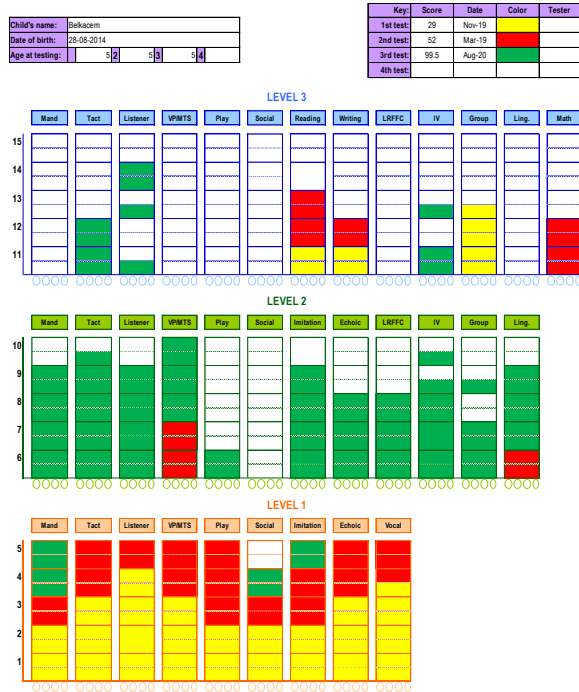 Child's name: Belkacem
Date of birth: 28-08-2014
Age at testing: 1 5 2 5 3 5 4
Key: Score Date Color Tester
1st test: 29 Nov-19
2nd test: 52 Mar-19
3rd test: 99.5 Aug-20
4th test:
LEVEL 3
Mand Tact Listener VP/MTS Play Social Reading Writing LRFFC IV Group Ling. Math
15
14
13
12
11
LEVEL 2
Mand Tact Listener VP/MTS Play Social Imitation Echoic LRFFC IV Group Ling.
10
9
8
7
6
LEVEL 1
Mand Tact Listener VP/MTS Play Social Imitation Echoic Vocal
5
4
3
2
1